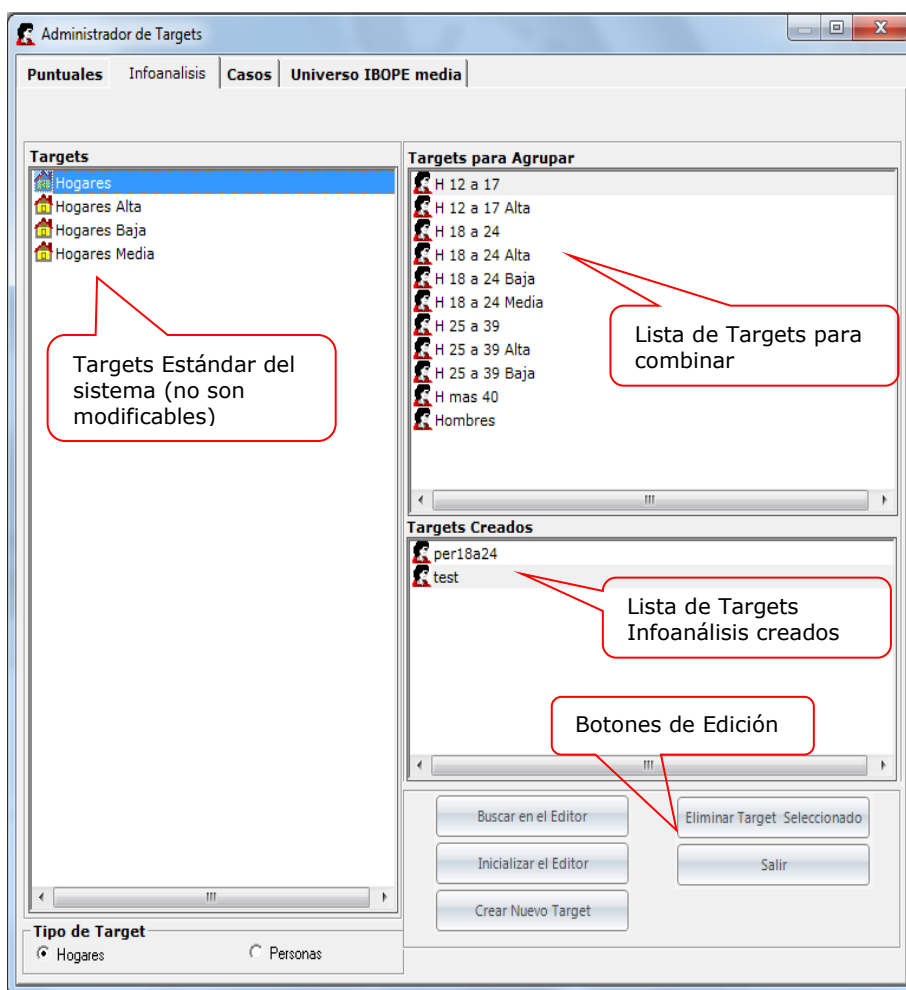 Administrador de Targets
Puntuales Infoanalisis Casos Universo IBOPE media
Targets
Hogares
Hogares Alta
Hogares Baja
Hogares Media
Targets Estándar del
sistema (no son
modificables)
Targets para Agrupar
H 12 a 17
H 12 a 17 Alta
H 18 a 24
H 18 a 24 Alta
H 18 a 24 Baja
H 18 a 24 Media
H 25 a 39
H 25 a 39 Alta
H 25 a 39 Baja
H mas 40
Hombres
Lista de Targets para
combinar
Targets Creados
per18a24
test
Lista de Targets
Infoanálisis creados
Botones de Edición
Buscar en el Editor
Eliminar Target Seleccionado
Inicializar el Editor
Salir
Crear Nuevo Target
Tipo de Target
Hogares
Personas